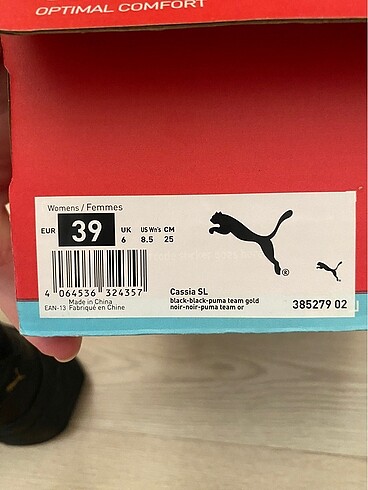 OPTIMAL COMFORT
Womens / Femmes
EUR 39 UK 6 US Wn's 8.5 CM 25
4 064536 324357
Made in China
EAN-13 Fabriqué en Chine
Cassia SL
black-black-puma team gold
noir-noir-puma team or
385279 02
®